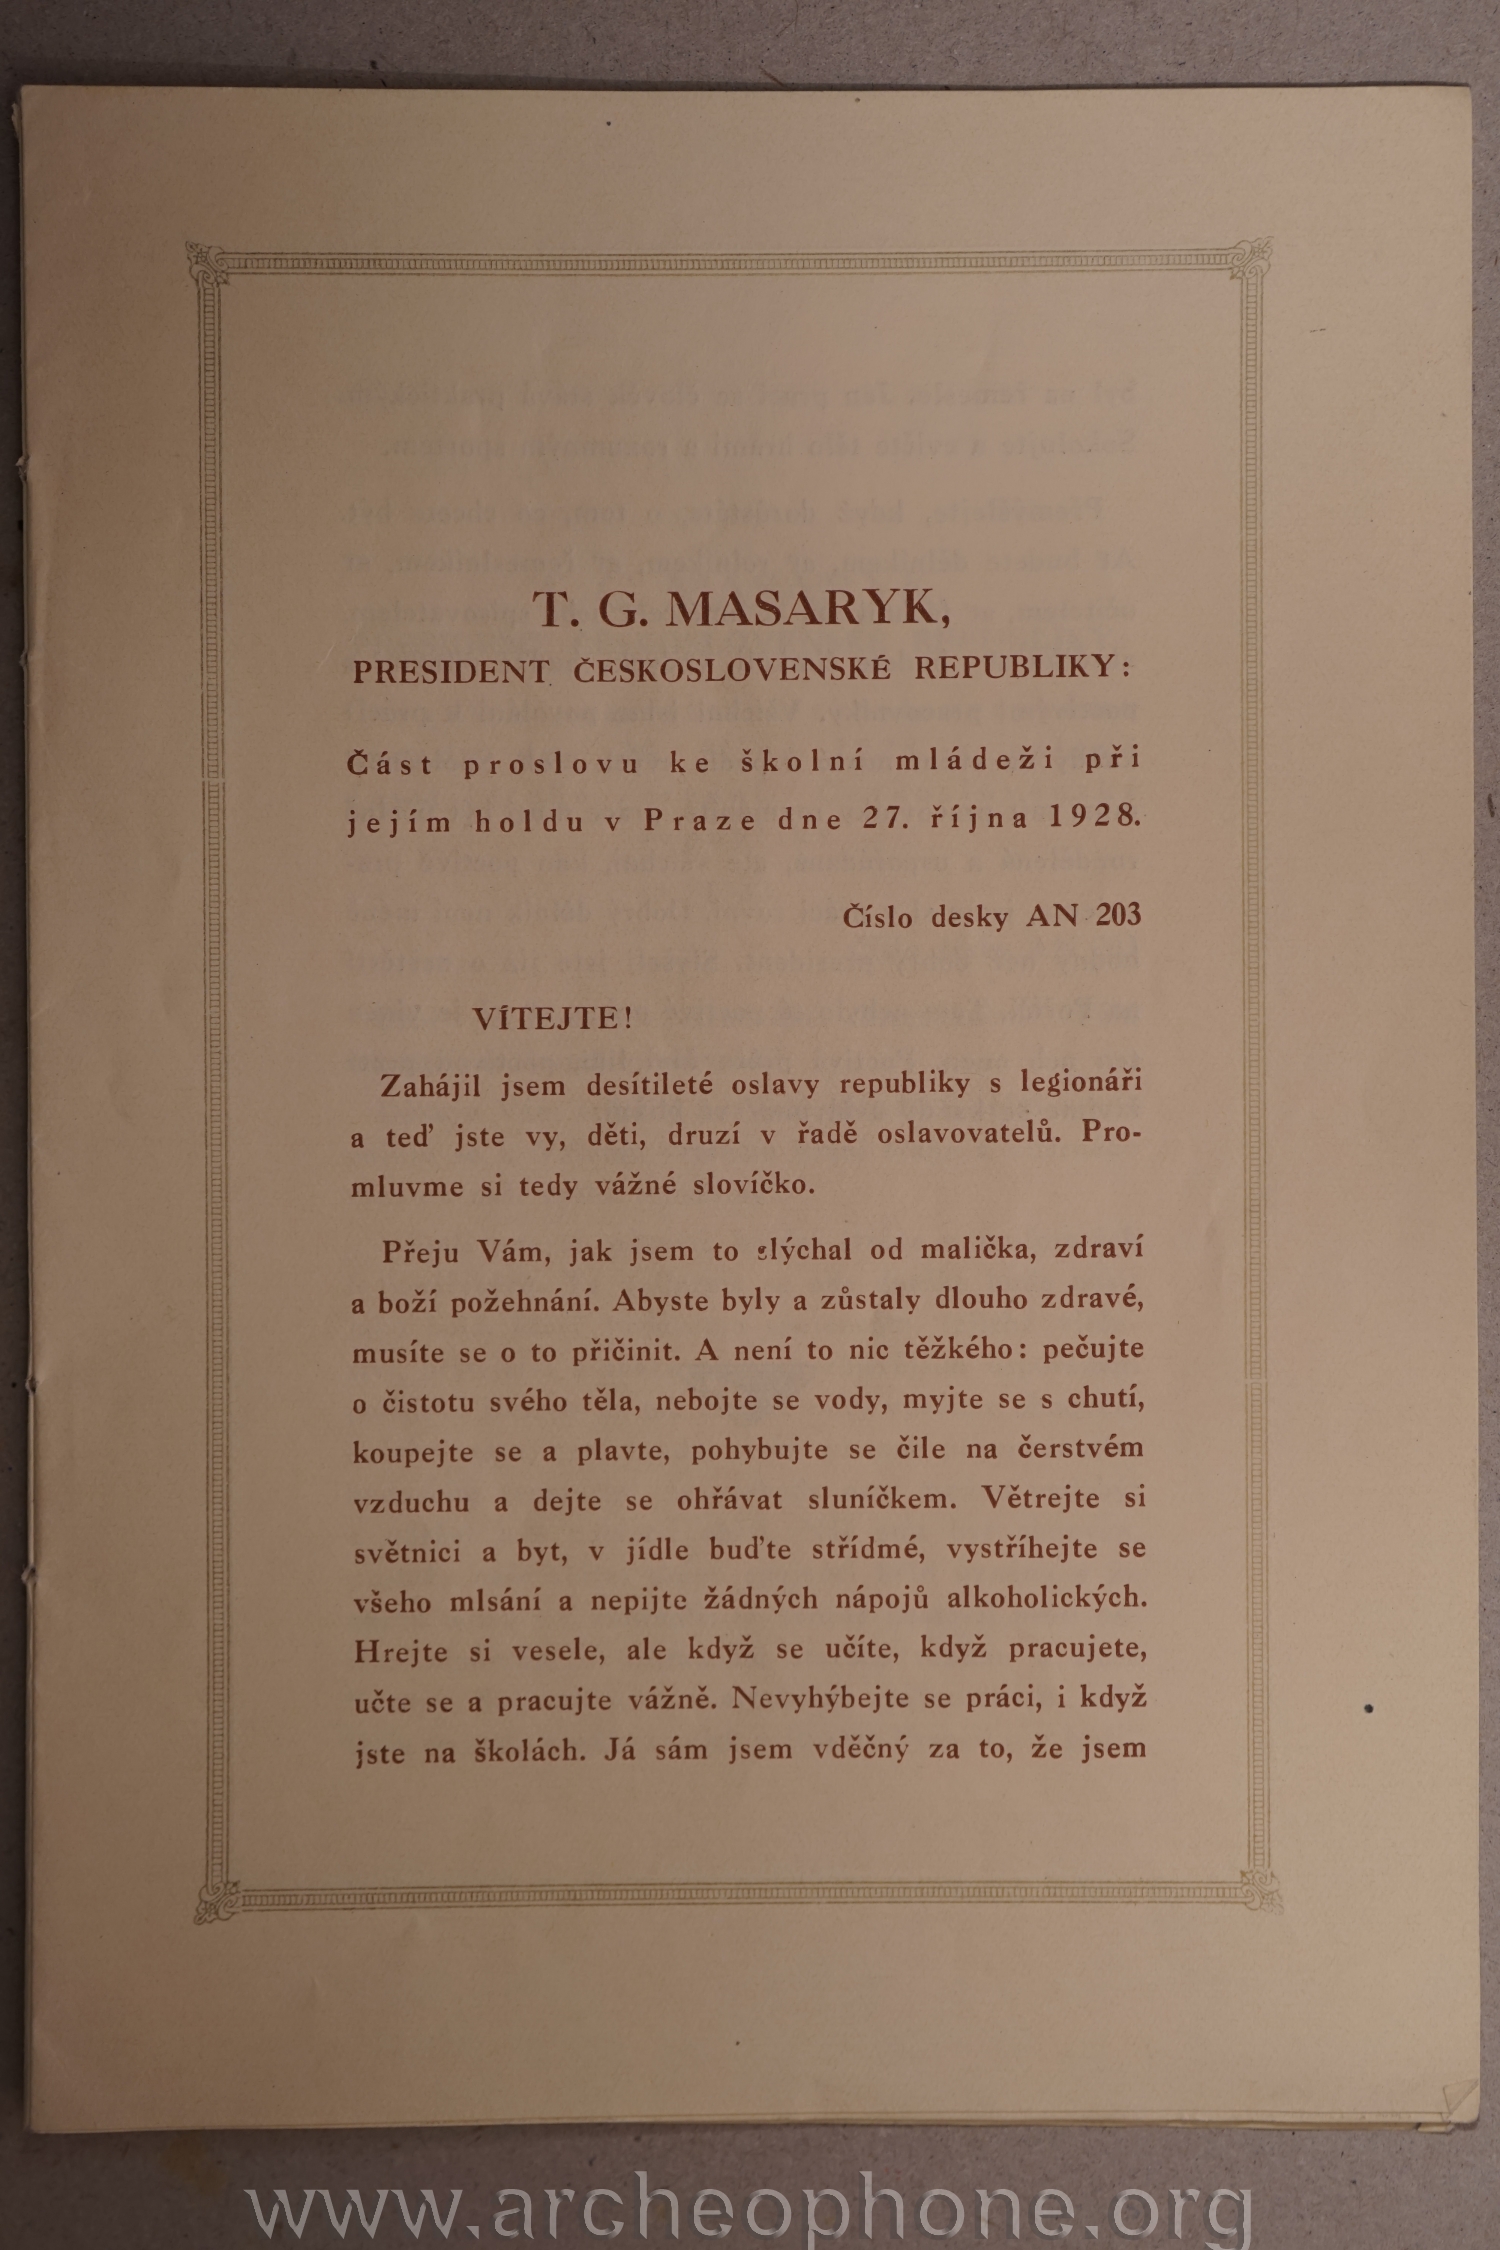 T. G. MASARYK,
PRESIDENT ČESKOSLOVENSKÉ REPUBLIKY:
Část proslovu ke školní mládeži při
jejím holdu v Praze dne 27. října 1928.
Číslo desky AN 203
VÍTEJTE!
Zahájil jsem desítileté oslavy republiky s legionáři
a teď jste vy, děti, druzí v řadě oslavovatelů. Pro-
mluvme si tedy vážné slovíčko.
Přeju Vám, jak jsem to slýchal od malička, zdraví
a boží požehnání. Abyste byly a zůstaly dlouho zdravé,
musíte se o to přičinit. A není to nic těžkého: pečujte
o čistotu svého těla, nebojte se vody, myjte se s chutí,
koupejte se a plavte, pohybujte se čile na čerstvém
vzduchu a dejte se ohřávat sluníčkem. Větrejte si
světnici a byt, v jídle buďte střídmé, vystříhejte se
všeho mlsání a nepijte žádných nápojů alkoholických.
Hrejte si vesele, ale když se učíte, když pracujete,
učte se a pracujte vážně. Nevyhýbejte se práci, i když
jste na školách. Já sám jsem vděčný za to, že jsem
www.archeophone.org